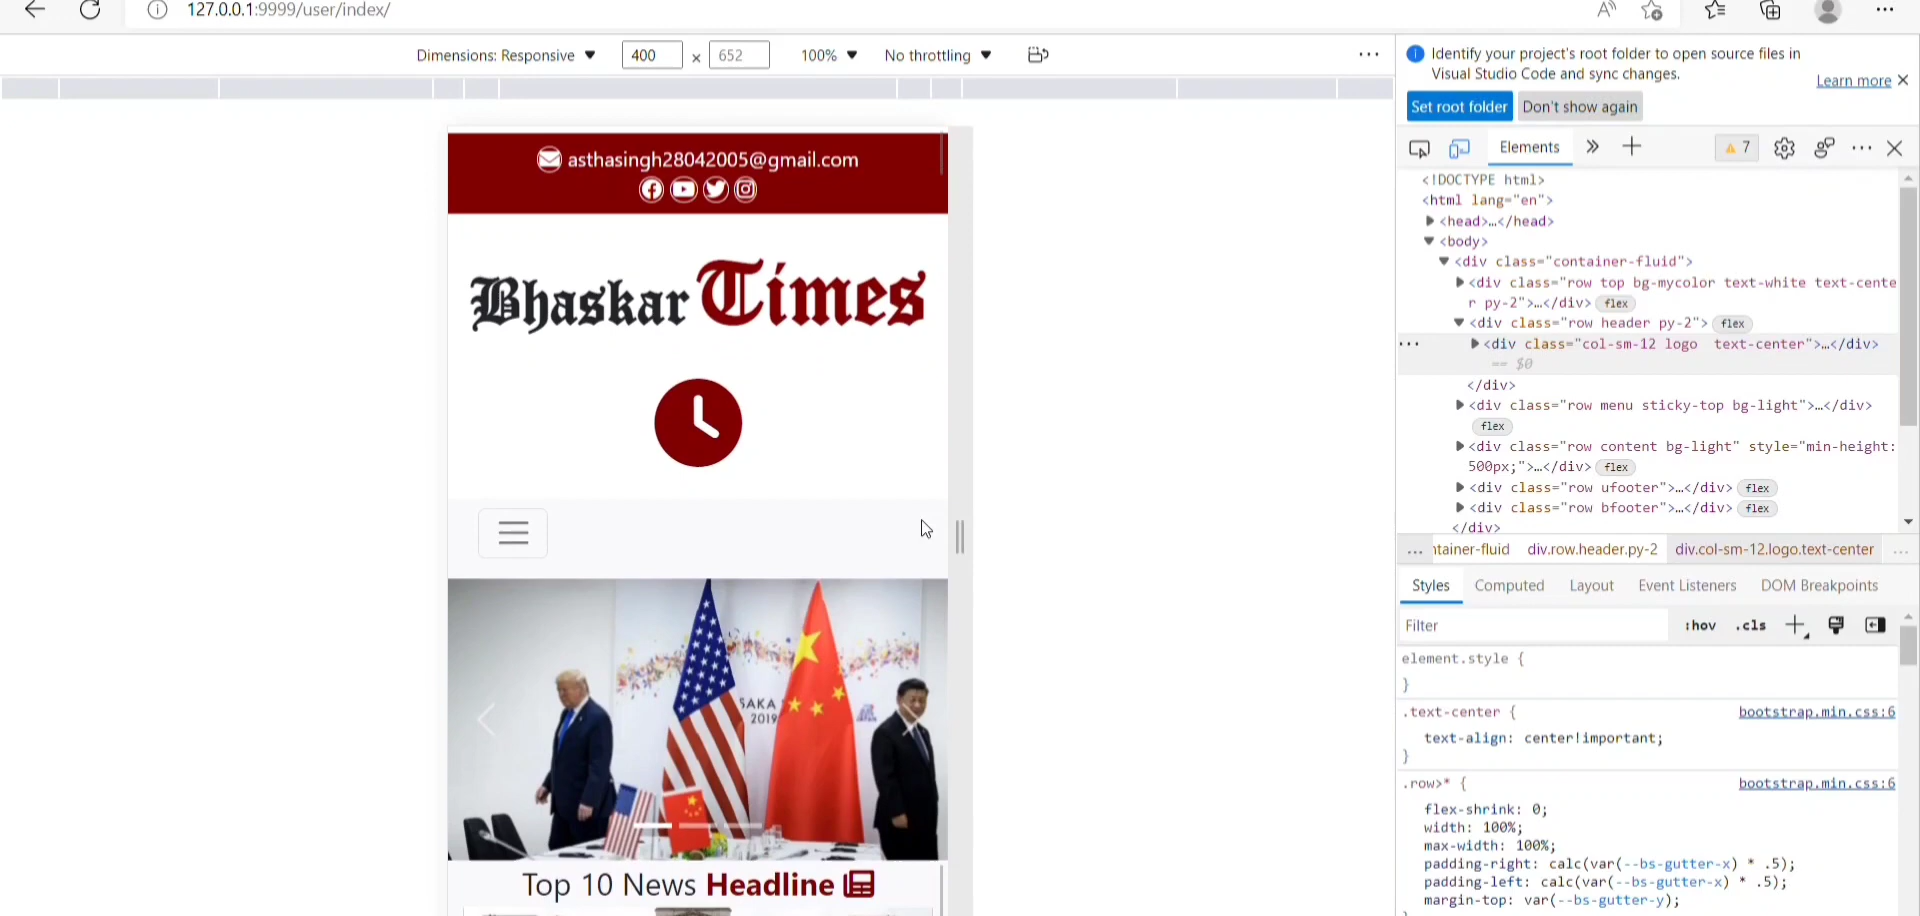 127.0.0.1:9999/user/index/
Dimensions: Responsive 400 x 652 100% No throttling
Identify your project's root folder to open source files in
Visual Studio Code and sync changes.
Learn more
Set root folder Don't show again
asthasingh28042005@gmail.com
Bhaskar Times
SAKA
2019
Top 10 News Headline
Elements 7
<!DOCTYPE html>
<html lang="en">
<head>…</head>
<body>
<div class="container-fluid">
<div class="row top bg-mycolor text-white text-cente
r py-2">…</div> flex
<div class="row header py-2"> flex
<div class="col-sm-12 logo  text-center">…</div>
== $0
</div>
<div class="row menu sticky-top bg-light">…</div>
flex
<div class="row content bg-light" style="min-height:
500px;">…</div> flex
<div class="row ufooter">…</div> flex
<div class="row bfooter">…</div> flex
</div>
... ntainer-fluid div.row.header.py-2 div.col-sm-12.logo.text-center ...
Styles Computed Layout Event Listeners DOM Breakpoints
Filter :hov .cls
element.style {
}
.text-center { bootstrap.min.css:6
text-align: center!important;
}
.row>* { bootstrap.min.css:6
flex-shrink: 0;
width: 100%;
max-width: 100%;
padding-right: calc(var(--bs-gutter-x) * .5);
padding-left: calc(var(--bs-gutter-x) * .5);
margin-top: var(--bs-gutter-y);